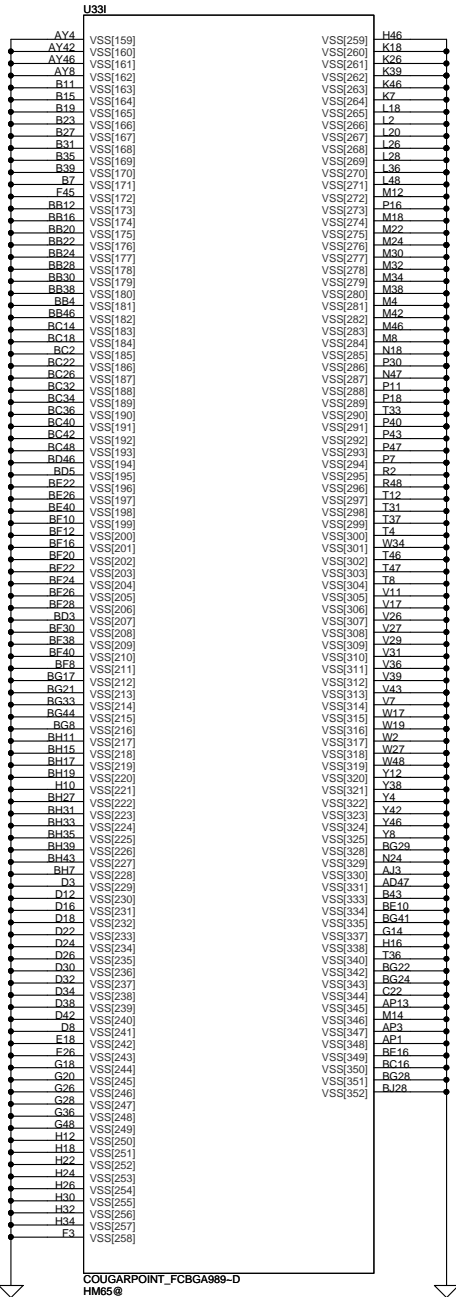 U33I
AY4 VSS[159]
AY42 VSS[160]
AY46 VSS[161]
AY8 VSS[162]
B11 VSS[163]
B15 VSS[164]
B19 VSS[165]
B23 VSS[166]
B27 VSS[167]
B31 VSS[168]
B35 VSS[169]
B39 VSS[170]
B7 VSS[171]
F45 VSS[172]
BB12 VSS[173]
BB16 VSS[174]
BB20 VSS[175]
BB22 VSS[176]
BB24 VSS[177]
BB28 VSS[178]
BB30 VSS[179]
BB38 VSS[180]
BB4 VSS[181]
BB46 VSS[182]
BC14 VSS[183]
BC18 VSS[184]
BC2 VSS[185]
BC22 VSS[186]
BC26 VSS[187]
BC32 VSS[188]
BC34 VSS[189]
BC36 VSS[190]
BC40 VSS[191]
BC42 VSS[192]
BC48 VSS[193]
BD46 VSS[194]
BD5 VSS[195]
BE22 VSS[196]
BE26 VSS[197]
BE40 VSS[198]
BF10 VSS[199]
BF12 VSS[200]
BF16 VSS[201]
BF20 VSS[202]
BF22 VSS[203]
BF24 VSS[204]
BF26 VSS[205]
BF28 VSS[206]
BD3 VSS[207]
BF30 VSS[208]
BF38 VSS[209]
BF40 VSS[210]
BF8 VSS[211]
BG17 VSS[212]
BG21 VSS[213]
BG33 VSS[214]
BG44 VSS[215]
BG8 VSS[216]
BH11 VSS[217]
BH15 VSS[218]
BH17 VSS[219]
BH19 VSS[220]
H10 VSS[221]
BH27 VSS[222]
BH31 VSS[223]
BH33 VSS[224]
BH35 VSS[225]
BH39 VSS[226]
BH43 VSS[227]
BH7 VSS[228]
D3 VSS[229]
D12 VSS[230]
D16 VSS[231]
D18 VSS[232]
D22 VSS[233]
D24 VSS[234]
D26 VSS[235]
D30 VSS[236]
D32 VSS[237]
D34 VSS[238]
D38 VSS[239]
D42 VSS[240]
D8 VSS[241]
E18 VSS[242]
E26 VSS[243]
G18 VSS[244]
G20 VSS[245]
G26 VSS[246]
G28 VSS[247]
G36 VSS[248]
G48 VSS[249]
H12 VSS[250]
H18 VSS[251]
H22 VSS[252]
H24 VSS[253]
H26 VSS[254]
H30 VSS[255]
H32 VSS[256]
H34 VSS[257]
F3 VSS[258]
VSS[259] H46
VSS[260] K18
VSS[261] K26
VSS[262] K39
VSS[263] K46
VSS[264] K7
VSS[265] L18
VSS[266] L2
VSS[267] L20
VSS[268] L26
VSS[269] L28
VSS[270] L36
VSS[271] L48
VSS[272] M12
VSS[273] P16
VSS[274] M18
VSS[275] M22
VSS[276] M24
VSS[277] M30
VSS[278] M32
VSS[279] M34
VSS[280] M38
VSS[281] M4
VSS[282] M42
VSS[283] M46
VSS[284] M8
VSS[285] N18
VSS[286] P30
VSS[287] N47
VSS[288] P11
VSS[289] P18
VSS[290] T33
VSS[291] P40
VSS[292] P43
VSS[293] P47
VSS[294] P7
VSS[295] R2
VSS[296] R48
VSS[297] T12
VSS[298] T31
VSS[299] T37
VSS[300] T4
VSS[301] W34
VSS[302] T46
VSS[303] T47
VSS[304] T8
VSS[305] V11
VSS[306] V17
VSS[307] V26
VSS[308] V27
VSS[309] V29
VSS[310] V31
VSS[311] V36
VSS[312] V39
VSS[313] V43
VSS[314] V7
VSS[315] W17
VSS[316] W19
VSS[317] W2
VSS[318] W27
VSS[319] W48
VSS[320] Y12
VSS[321] Y38
VSS[322] Y4
VSS[323] Y42
VSS[324] Y46
VSS[325] Y8
VSS[328] BG29
VSS[329] N24
VSS[330] AJ3
VSS[331] AD47
VSS[333] B43
VSS[334] BE10
VSS[335] BG41
VSS[337] G14
VSS[338] H16
VSS[340] T36
VSS[342] BG22
VSS[343] BG24
VSS[344] C22
VSS[345] AP13
VSS[346] M14
VSS[347] AP3
VSS[348] AP1
VSS[349] BE16
VSS[350] BC16
VSS[351] BG28
VSS[352] BJ28
COUGARPOINT_FCBGA989~D
HM65@